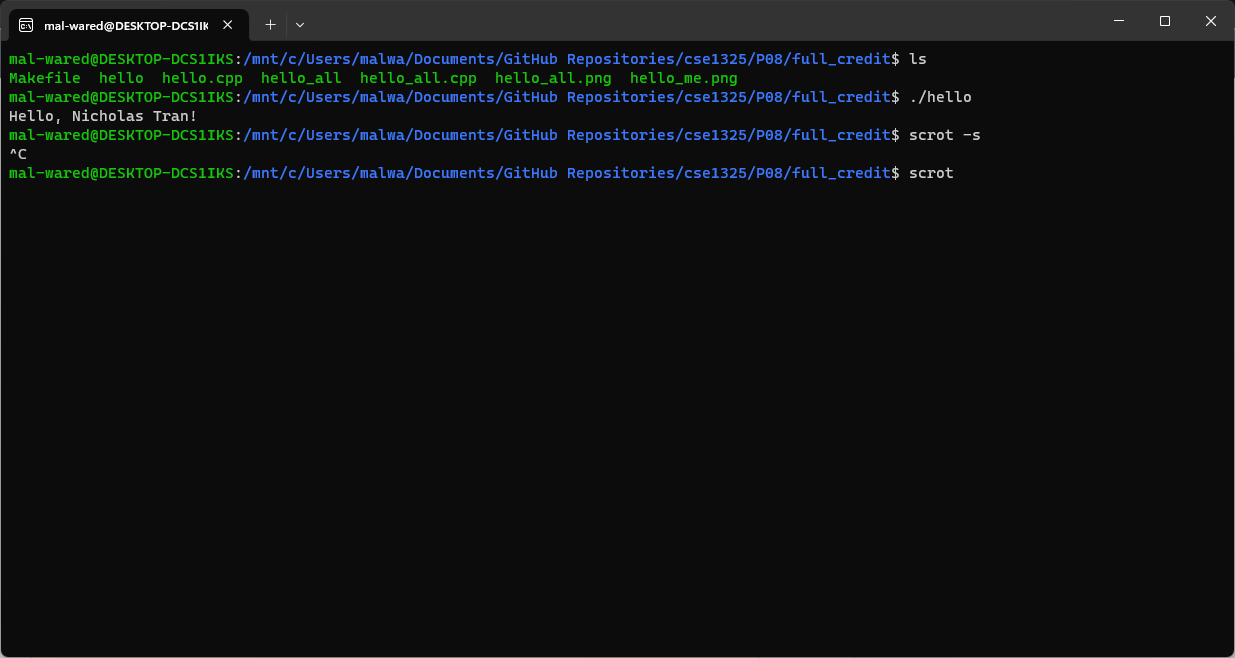 mal-wared@DESKTOP-DCS1IK
mal-wared@DESKTOP-DCS1IKS:/mnt/c/Users/malwa/Documents/GitHub Repositories/cse1325/P08/full_credit$ ls
Makefile  hello  hello.cpp  hello_all  hello_all.cpp  hello_all.png  hello_me.png
mal-wared@DESKTOP-DCS1IKS:/mnt/c/Users/malwa/Documents/GitHub Repositories/cse1325/P08/full_credit$ ./hello
Hello, Nicholas Tran!
mal-wared@DESKTOP-DCS1IKS:/mnt/c/Users/malwa/Documents/GitHub Repositories/cse1325/P08/full_credit$ scrot -s
^C
mal-wared@DESKTOP-DCS1IKS:/mnt/c/Users/malwa/Documents/GitHub Repositories/cse1325/P08/full_credit$ scrot